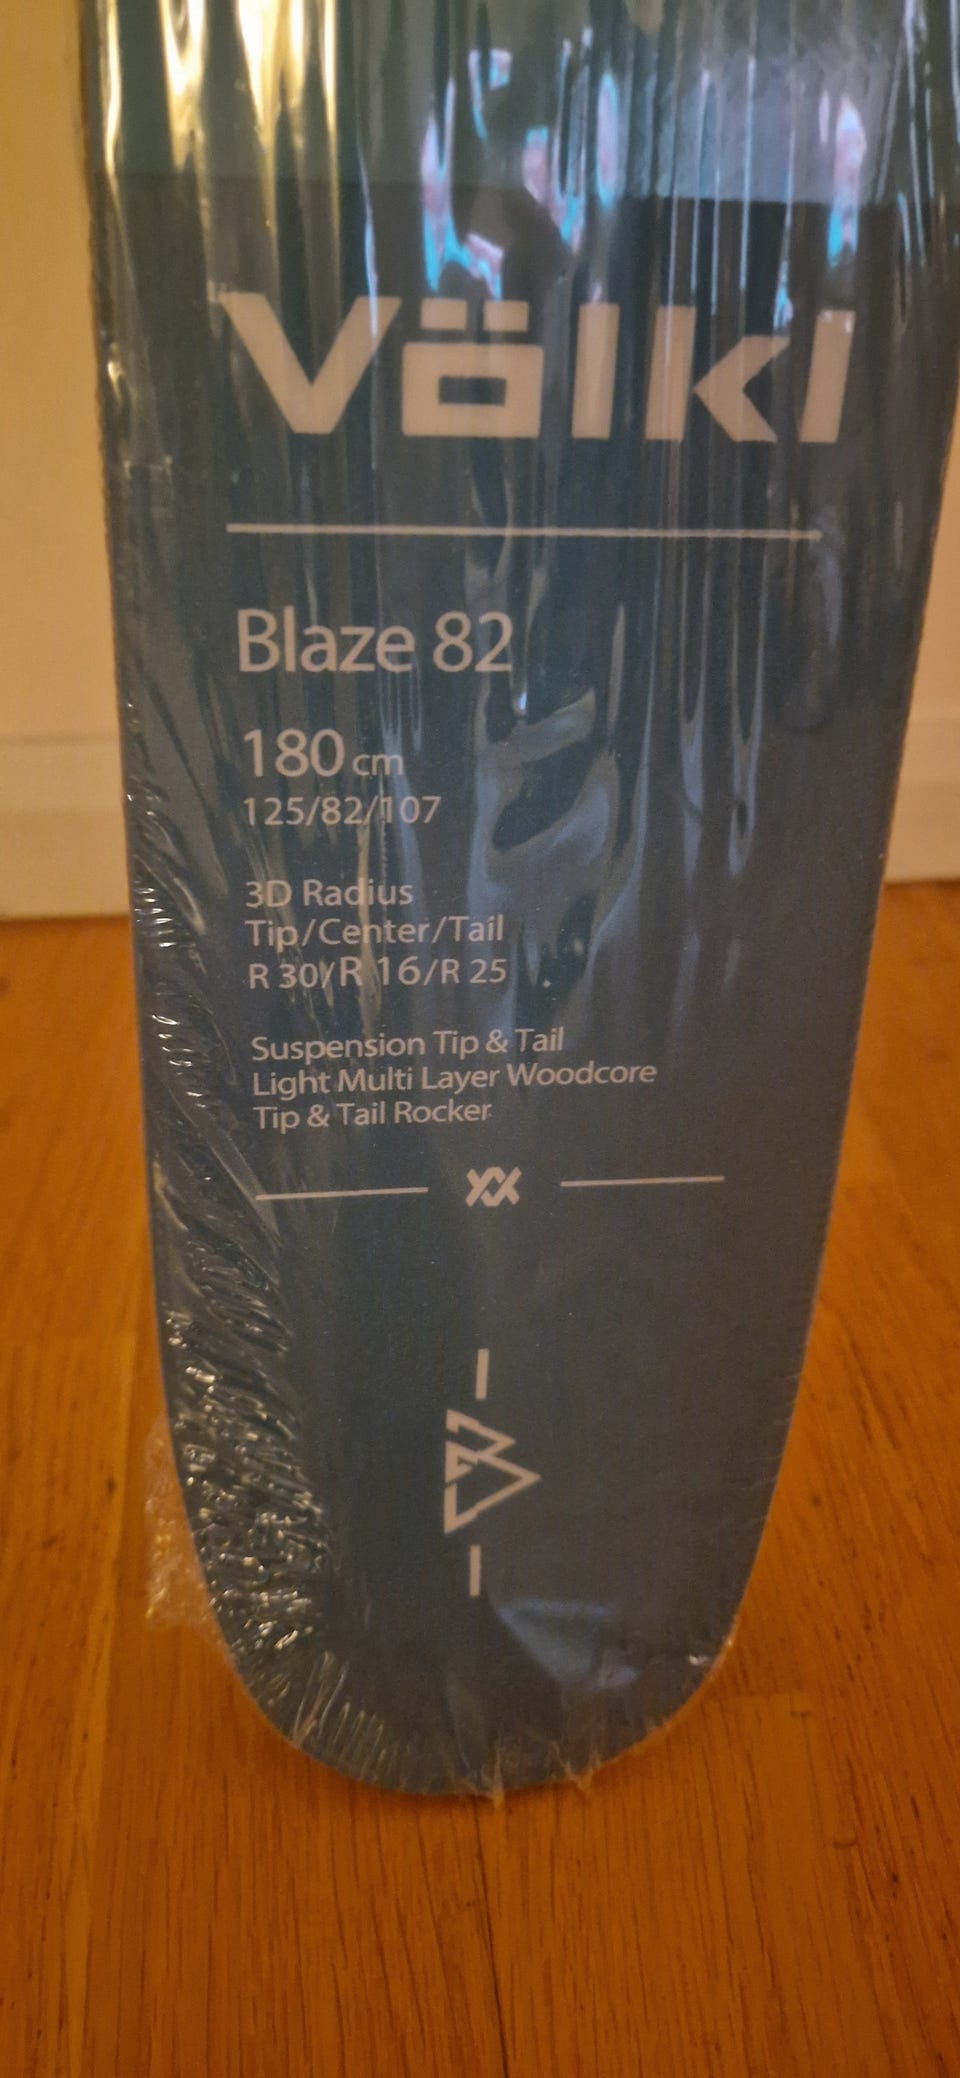 Völkl
Blaze 82
180 cm
125/82/107
3D Radius
Tip/Center/Tail
R 30/R 16/R 25
Suspension Tip & Tail
Light Multi Layer Woodcore
Tip & Tail Rocker